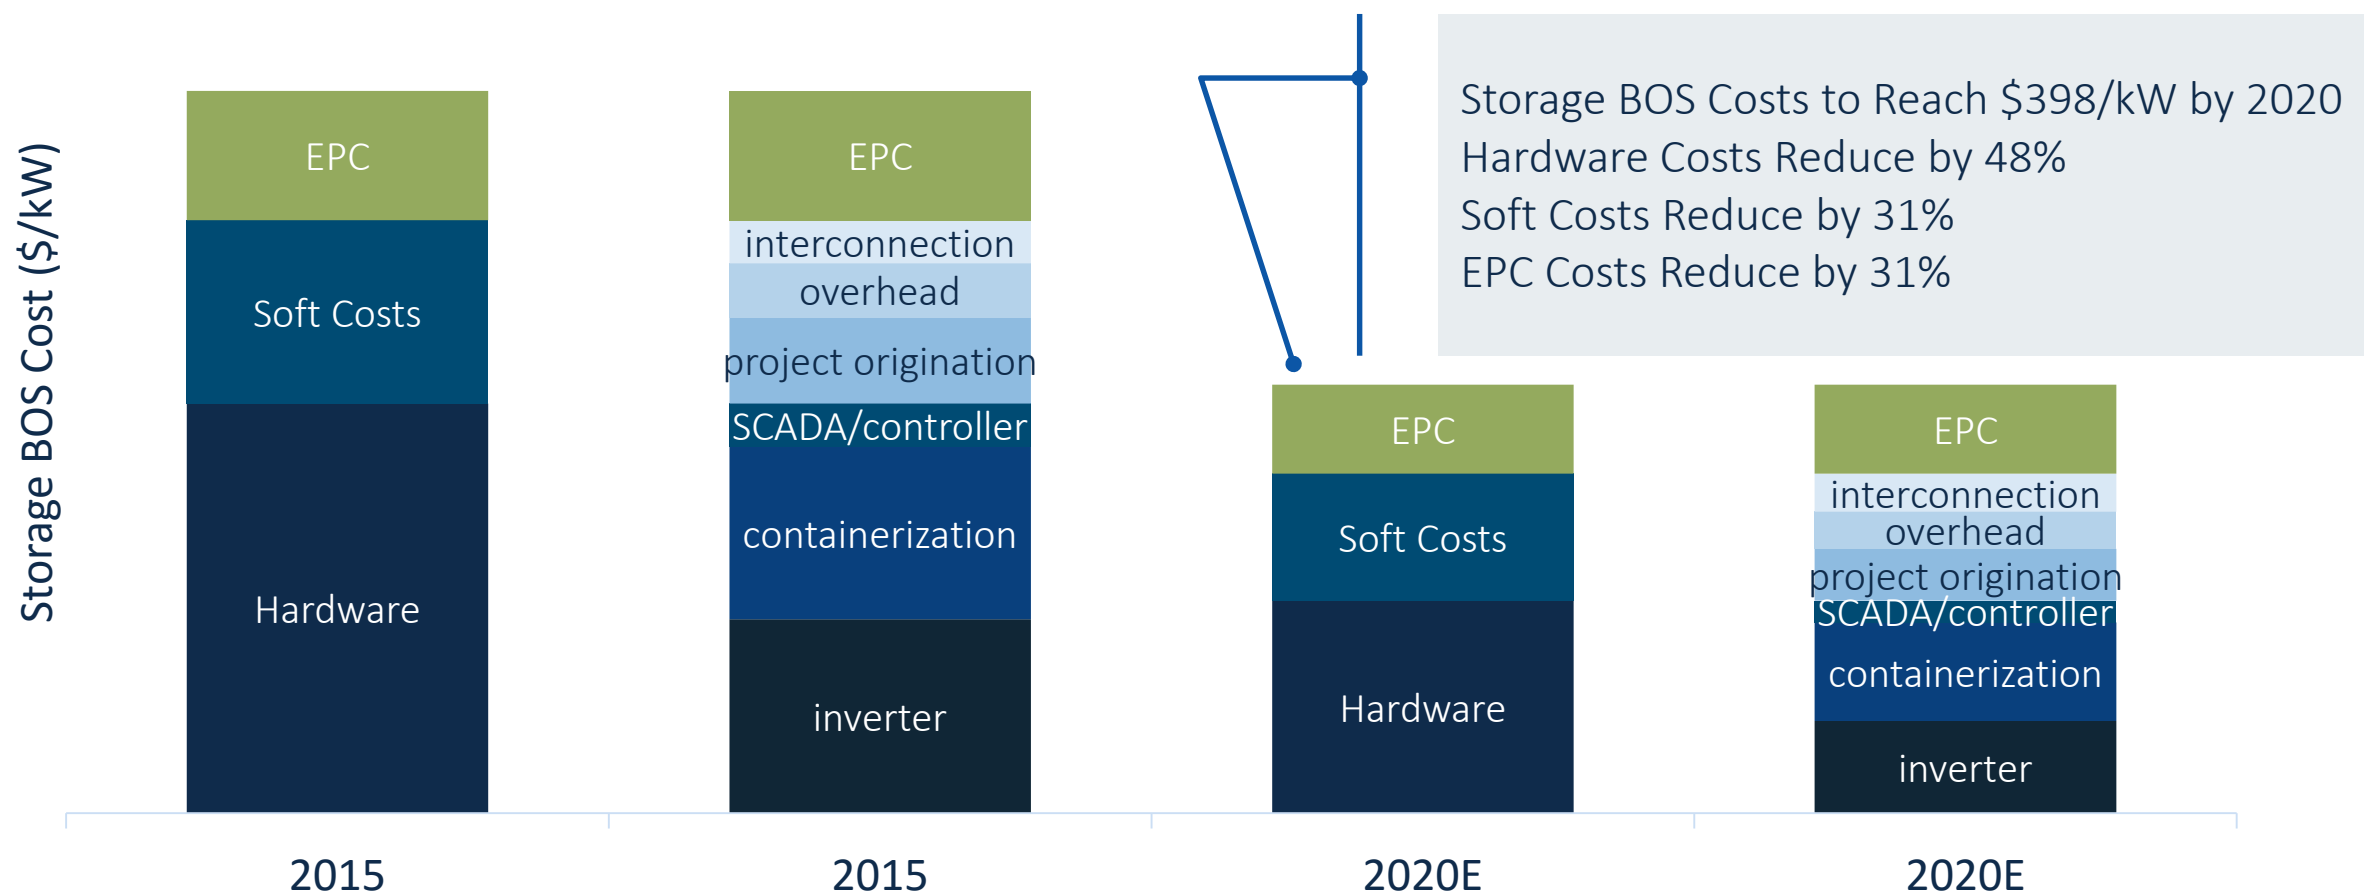 Storage BOS Cost ($/kW)
EPC
Soft Costs
Hardware
EPC
interconnection
overhead
project origination
SCADA/controller
containerization
inverter
Storage BOS Costs to Reach $398/kW by 2020
Hardware Costs Reduce by 48%
Soft Costs Reduce by 31%
EPC Costs Reduce by 31%
EPC
Soft Costs
Hardware
EPC
interconnection
overhead
project origination
SCADA/controller
containerization
inverter
2015
2015
2020E
2020E